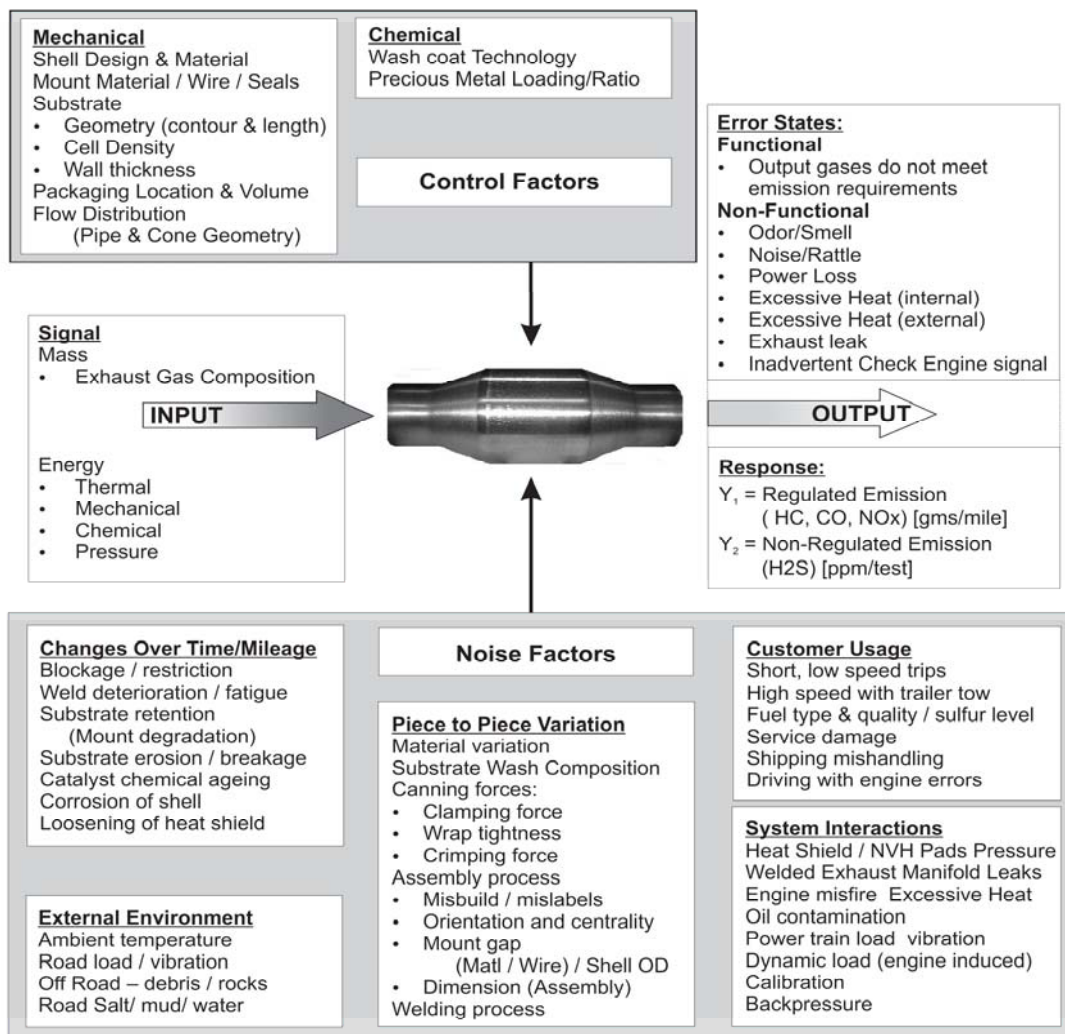 Mechanical
Shell Design & Material
Mount Material / Wire / Seals
Substrate
• Geometry (contour & length)
• Cell Density
• Wall thickness
Packaging Location & Volume
Flow Distribution
(Pipe & Cone Geometry)
Chemical
Wash coat Technology
Precious Metal Loading/Ratio
Control Factors
Error States:
Functional
• Output gases do not meet
emission requirements
Non-Functional
• Odor/Smell
• Noise/Rattle
• Power Loss
• Excessive Heat (internal)
• Excessive Heat (external)
• Exhaust leak
• Inadvertent Check Engine signal
Signal
Mass
• Exhaust Gas Composition
INPUT
Energy
• Thermal
• Mechanical
• Chemical
• Pressure
OUTPUT
Response:
Y₁ = Regulated Emission
( HC, CO, NOx) [gms/mile]
Y₂ = Non-Regulated Emission
(H2S) [ppm/test]
Changes Over Time/Mileage
Blockage / restriction
Weld deterioration / fatigue
Substrate retention
(Mount degradation)
Substrate erosion / breakage
Catalyst chemical ageing
Corrosion of shell
Loosening of heat shield
External Environment
Ambient temperature
Road load / vibration
Off Road – debris / rocks
Road Salt/ mud/ water
Noise Factors
Piece to Piece Variation
Material variation
Substrate Wash Composition
Canning forces:
• Clamping force
• Wrap tightness
• Crimping force
Assembly process
• Misbuild / mislabels
• Orientation and centrality
• Mount gap
(Matl / Wire) / Shell OD
• Dimension (Assembly)
Welding process
Customer Usage
Short, low speed trips
High speed with trailer tow
Fuel type & quality / sulfur level
Service damage
Shipping mishandling
Driving with engine errors
System Interactions
Heat Shield / NVH Pads Pressure
Welded Exhaust Manifold Leaks
Engine misfire Excessive Heat
Oil contamination
Power train load vibration
Dynamic load (engine induced)
Calibration
Backpressure